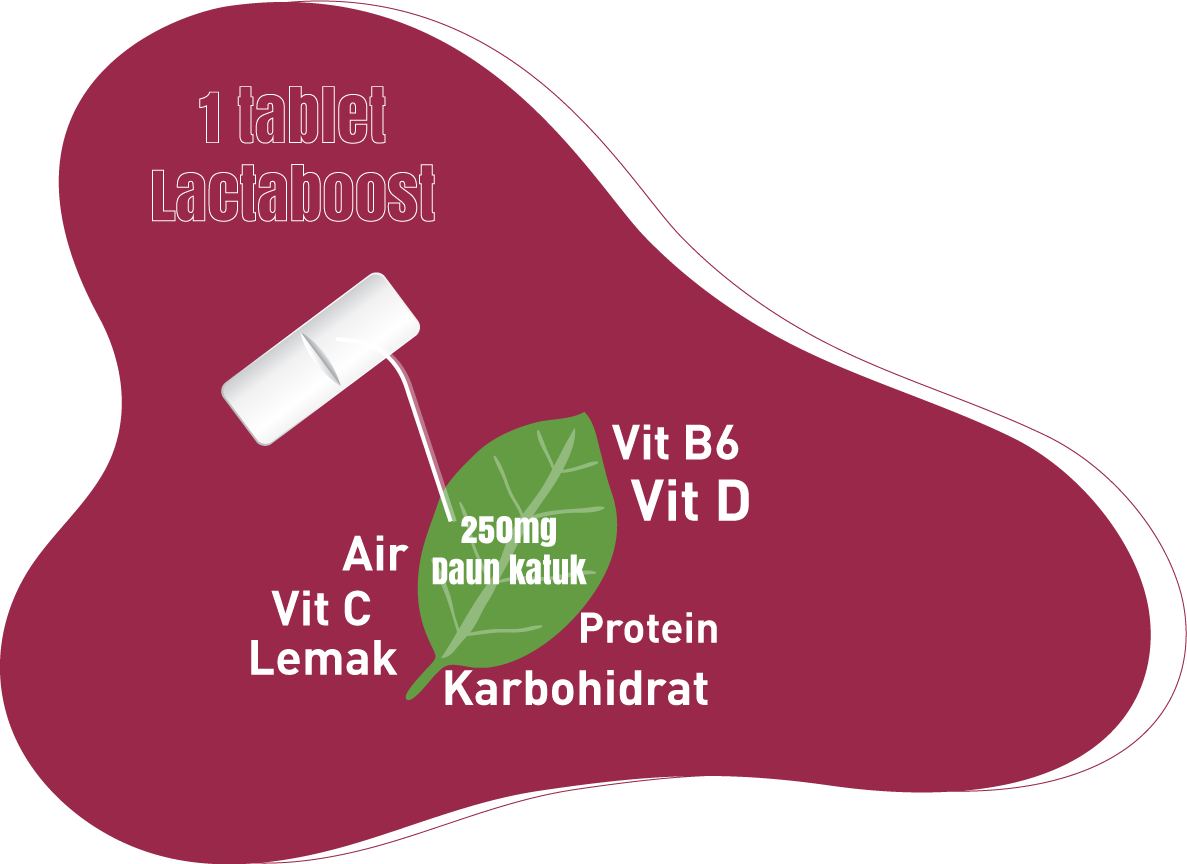 1 tablet
Lactaboost
Vit B6
Vit D
250mg
Daun katuk
Air
Vit C
Lemak
Protein
Karbohidrat